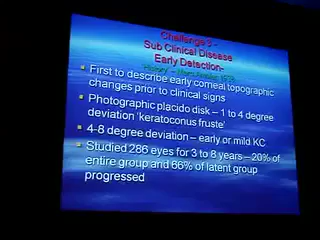 Challenge 3 -
Sub Clinical Disease
Early Detection-
First to describe early corneal topographic
changes prior to clinical signs
Photographic placido disk – 1 to 4 degree
deviation 'keratoconus fruste'
4-8 degree deviation – early or mild KC
Studied 286 eyes for 3 to 8 years – 20% of
entire group and 66% of latent group
progressed